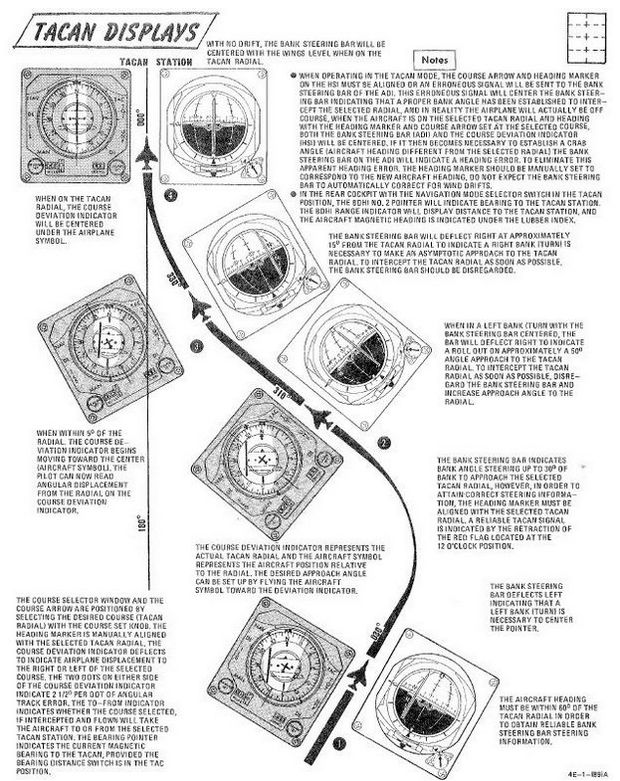 TACAN DISPLAYS
TACAN STATION
WITH NO DRIFT, THE BANK STEERING BAR WILL BE
CENTERED WITH THE WINGS LEVEL WHEN ON THE
TACAN RADIAL.
Notes
WHEN OPERATING IN THE TACAN MODE, THE COURSE ARROW AND HEADING MARKER
ON THE HSI MUST BE ALIGNED OR AN ERRONEOUS SIGNAL WILL BE SENT TO THE BANK
STEERING BAR OF THE ADI. THIS ERRONEOUS SIGNAL WILL CENTER THE BANK STEER-
ING BAR INDICATING THAT A PROPER BANK ANGLE HAS BEEN ESTABLISHED TO INTER-
CEPT THE SELECTED RADIAL, AND IN REALITY THE AIRPLANE WILL ACTUALLY BE OFF
COURSE, WHEN THE AIRCRAFT IS ON THE SELECTED TACAN RADIAL AND HEADING
WITH THE HEADING MARKER AND COURSE ARROW SET AT THE SELECTED COURSE,
BOTH THE BANK STEERING BAR (ADI) AND THE COURSE DEVIATION INDICATOR
(HSI) WILL BE CENTERED. IF IT THEN BECOMES NECESSARY TO ESTABLISH A CRAB
ANGLE (AIRCRAFT HEADING DIFFERENT FROM THE SELECTED RADIAL) THE BANK
STEERING BAR ON THE ADI WILL INDICATE A HEADING ERROR. TO ELIMINATE THIS
APPARENT HEADING ERROR. THE HEADING MARKER SHOULD BE MANUALLY SET TO
CORRESPOND TO THE NEW AIRCRAFT HEADING, DO NOT EXPECT THE BANK STEERING
BAR TO AUTOMATICALLY CORRECT FOR WIND DRIFTS.
IN THE REAR COCKPIT WITH THE NAVIGATION MODE SELECTOR SWITCH IN THE TACAN
POSITION, THE BDHI NO. 2 POINTER WILL INDICATE BEARING TO THE TACAN STATION.
THE BDHI RANGE INDICATOR WILL DISPLAY DISTANCE TO THE TACAN STATION, AND
THE AIRCRAFT MAGNETIC HEADING IS INDICATED UNDER THE LUBBER INDEX.
000°
4
WHEN ON THE TACAN
RADIAL, THE COURSE
DEVIATION INDICATOR
WILL BE CENTERED
UNDER THE AIRPLANE
SYMBOL.
THE BANK STEERING BAR WILL DEFLECT RIGHT AT APPROXIMATELY
15° FROM THE TACAN RADIAL TO INDICATE A RIGHT BANK (TURN) IS
NECESSARY TO MAKE AN ASYMPTOTIC APPROACH TO THE TACAN
RADIAL. TO INTERCEPT THE TACAN RADIAL AS SOON AS POSSIBLE,
THE BANK STEERING BAR SHOULD BE DISREGARDED.
330°
3
WHEN IN A LEFT BANK (TURN WITH THE
BANK STEERING BAR CENTERED, THE
BAR WILL DEFLECT RIGHT TO INDICATE
A ROLL OUT ON APPROXIMATELY A 50°
ANGLE APPROACH TO THE TACAN
RADIAL. TO INTERCEPT THE TACAN
RADIAL AS SOON AS POSSIBLE, DISRE-
GARD THE BANK STEERING BAR AND
INCREASE APPROACH ANGLE TO THE
RADIAL.
310°
2
WHEN WITHIN 5° OF THE
RADIAL. THE COURSE DE-
VIATION INDICATOR BEGINS
MOVING TOWARD THE CENTER
(AIRCRAFT SYMBOL). THE
PILOT CAN NOW READ
ANGULAR DISPLACEMENT
FROM THE RADIAL ON THE
COURSE DEVIATION
INDICATOR.
THE BANK STEERING BAR INDICATES
BANK ANGLE STEERING UP TO 30° OF
BANK TO APPROACH THE SELECTED
TACAN RADIAL, HOWEVER, IN ORDER TO
ATTAIN CORRECT STEERING INFORMA-
TION, THE HEADING MARKER MUST BE
ALIGNED WITH THE SELECTED TACAN
RADIAL. A RELIABLE TACAN SIGNAL
IS INDICATED BY THE RETRACTION OF
THE RED FLAG LOCATED AT THE
12 O'CLOCK POSITION.
180°
THE COURSE DEVIATION INDICATOR REPRESENTS THE
ACTUAL TACAN RADIAL AND THE AIRCRAFT SYMBOL
REPRESENTS THE AIRCRAFT POSITION RELATIVE
TO THE RADIAL. THE DESIRED APPROACH ANGLE
CAN BE SET UP BY FLYING THE AIRCRAFT
SYMBOL TOWARD THE DEVIATION INDICATOR.
THE BANK STEERING
BAR DEFLECTS LEFT
INDICATING THAT A
LEFT BANK (TURN) IS
NECESSARY TO CENTER
THE POINTER.
THE COURSE SELECTOR WINDOW AND THE
COURSE ARROW ARE POSITIONED BY
SELECTING THE DESIRED COURSE (TACAN
RADIAL) WITH THE COURSE SET KNOB. THE
HEADING MARKER IS MANUALLY ALIGNED
WITH THE SELECTED TACAN RADIAL, THE
COURSE DEVIATION INDICATOR DEFLECTS
TO INDICATE AIRPLANE DISPLACEMENT TO
THE RIGHT OR LEFT OF THE SELECTED
COURSE. THE TWO DOTS ON EITHER SIDE
OF THE COURSE DEVIATION INDICATOR
INDICATE 2 1/2° PER DOT OF ANGULAR
TRACK ERROR. THE TO-FROM INDICATOR
INDICATES WHETHER THE COURSE SELECTED,
IF INTERCEPTED AND FLOWN WILL TAKE
THE AIRCRAFT TO OR FROM THE SELECTED
TACAN STATION. THE BEARING POINTER
INDICATES THE CURRENT MAGNETIC
BEARING TO THE TACAN, PROVIDED THE
BEARING DISTANCE SWITCH IS IN THE TAC
POSITION.
1
THE AIRCRAFT HEADING
MUST BE WITHIN 60° OF THE
TACAN RADIAL IN ORDER
TO OBTAIN RELIABLE BANK
STEERING BAR STEERING
INFORMATION.
4E-1-189A